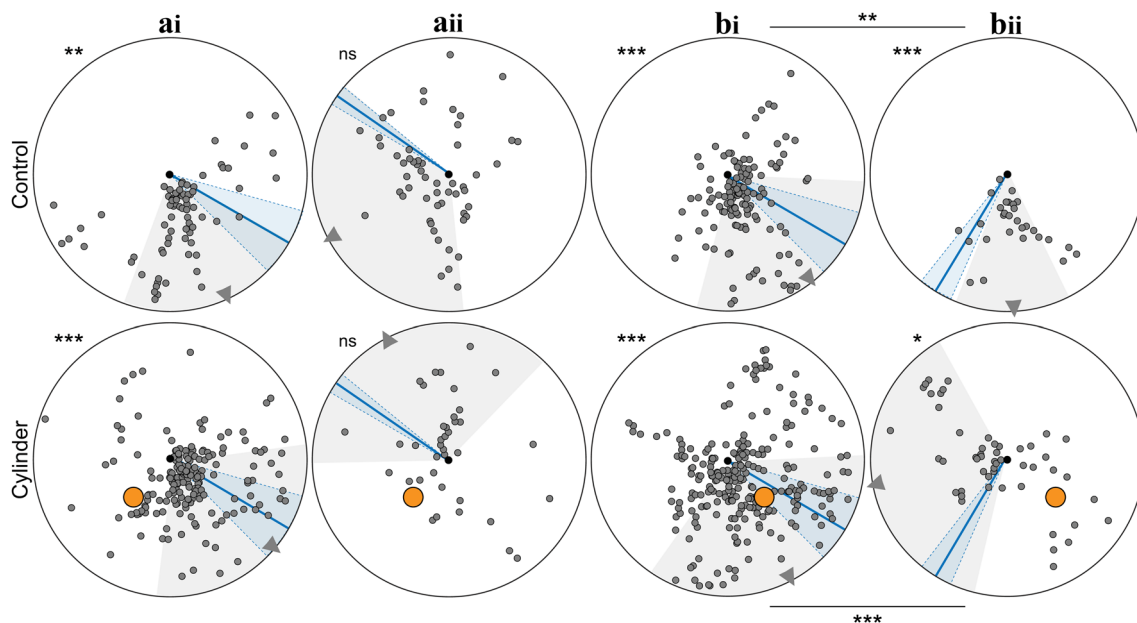 ai aii bi ** bii
** ns *** ***
Control
*** ns *** *
Cylinder
***